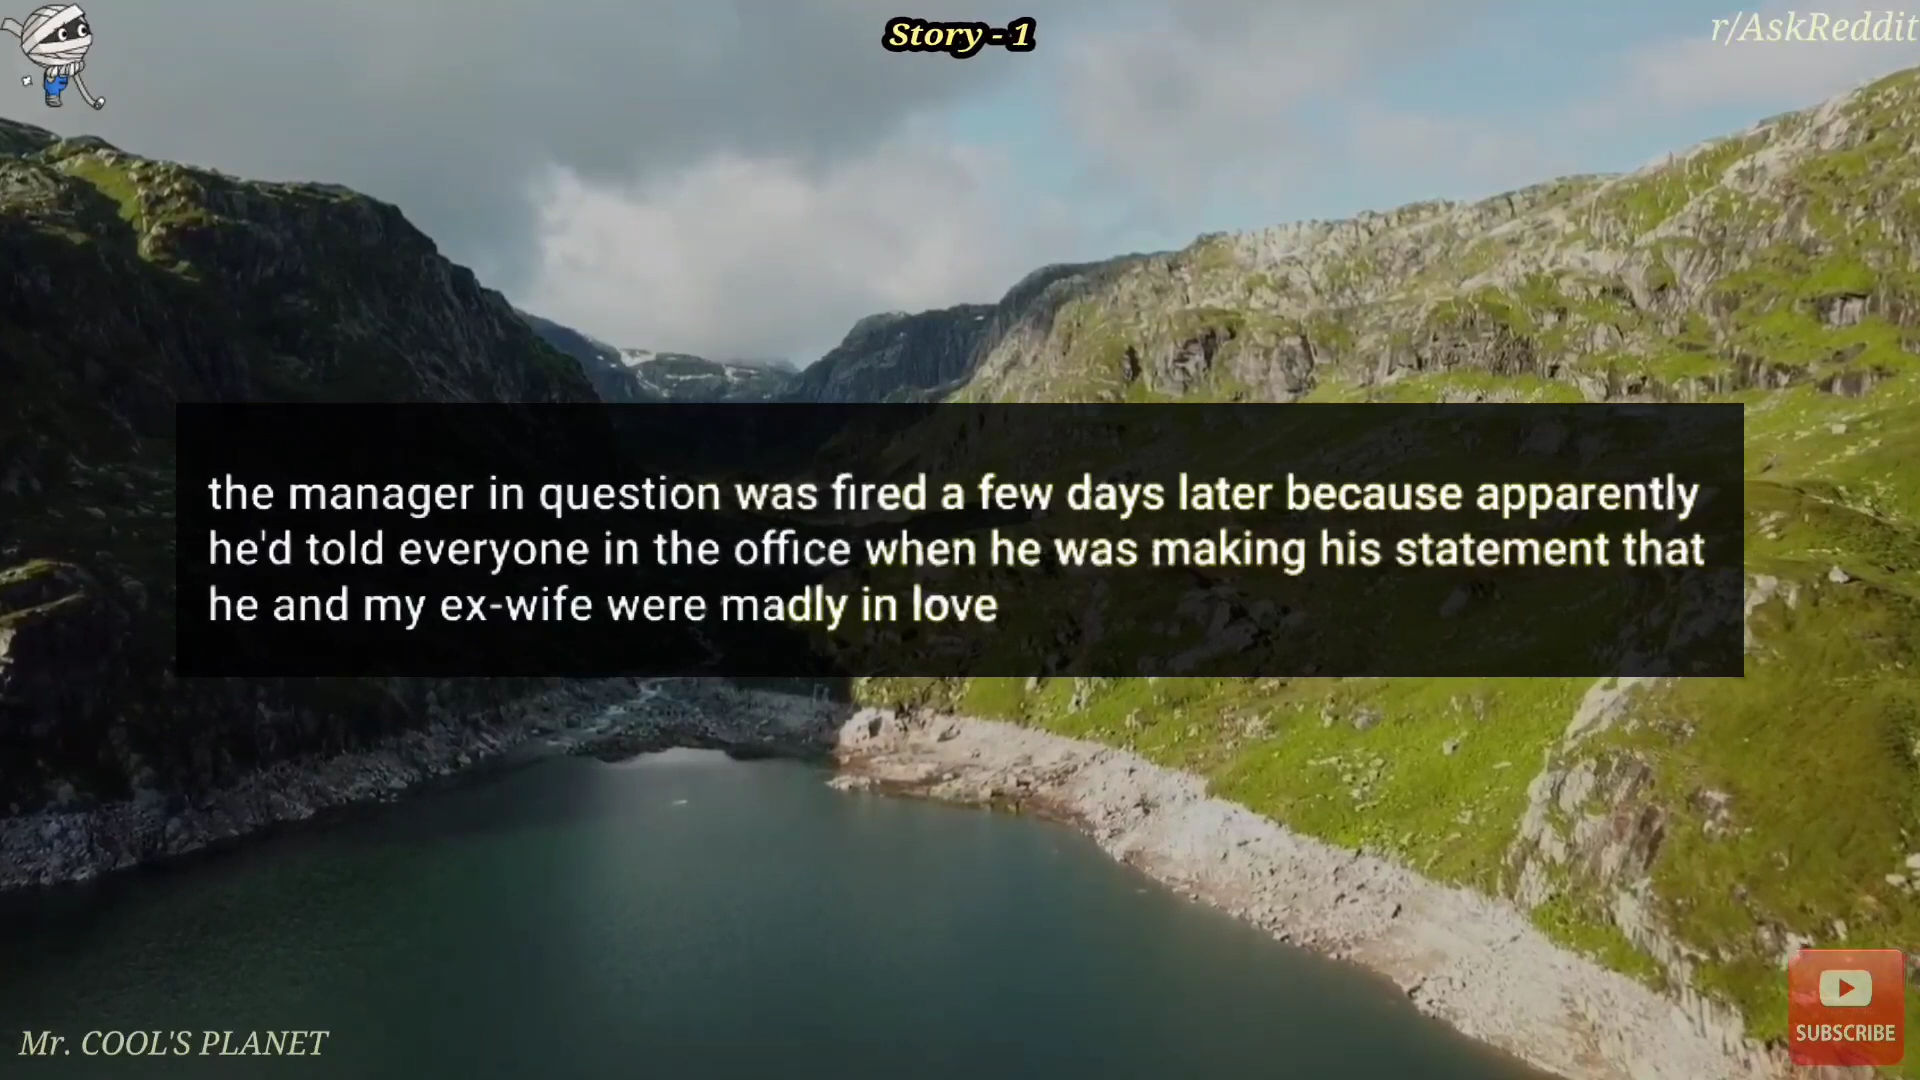 Story - 1
r/AskReddit
the manager in question was fired a few days later because apparently
he'd told everyone in the office when he was making his statement that
he and my ex-wife were madly in love
Mr. COOL'S PLANET
SUBSCRIBE